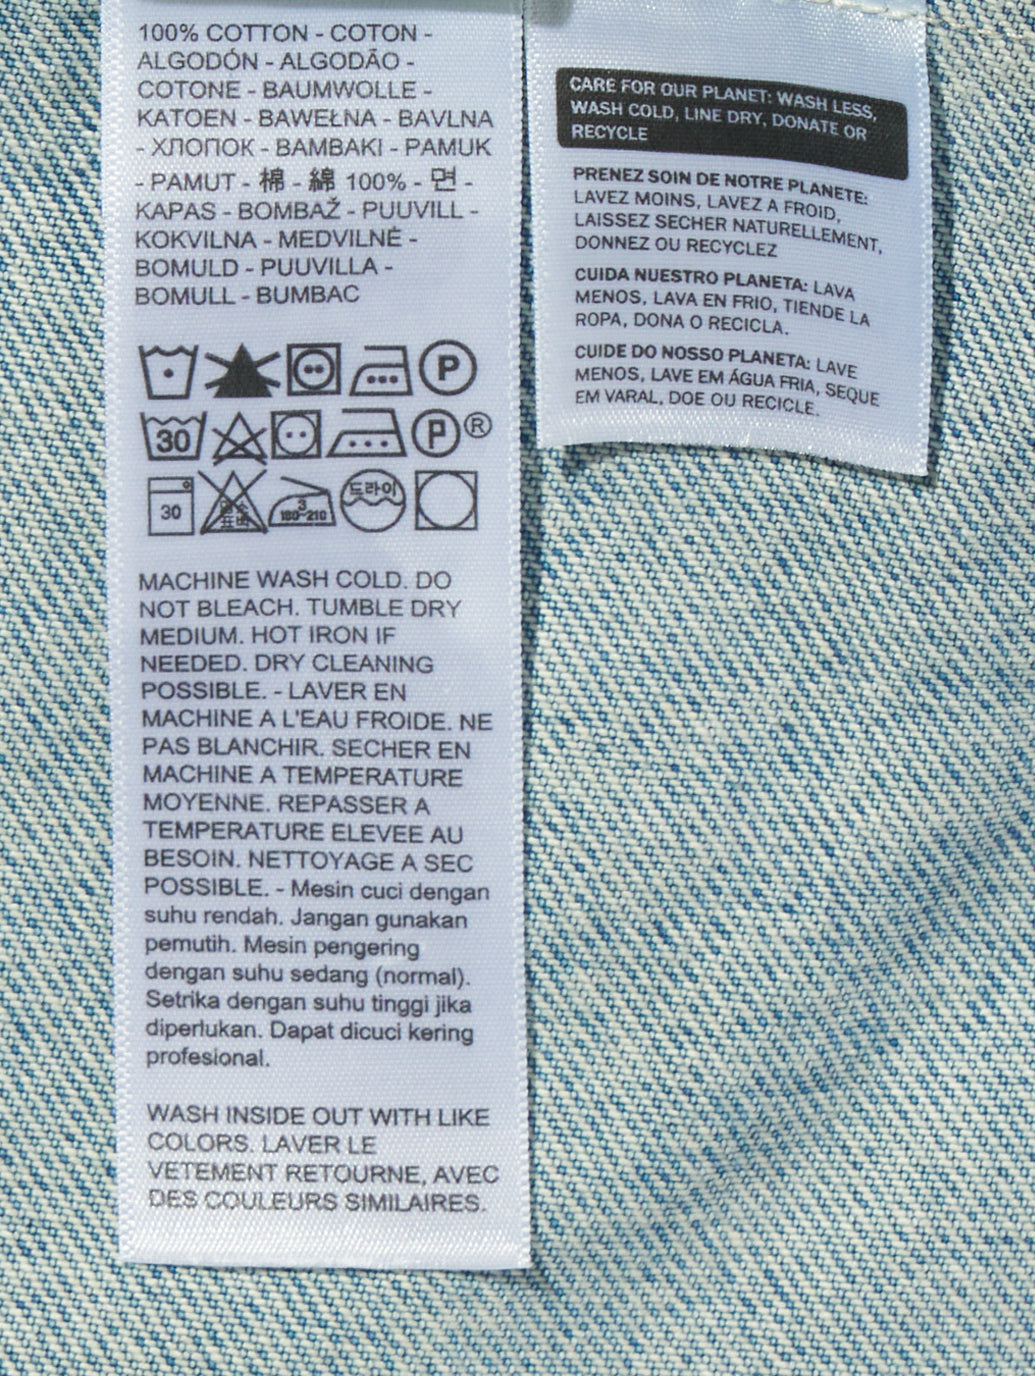 100% COTTON - COTON -
ALGODÓN - ALGODÃO -
COTONE - BAUMWOLLE -
KATOEN - BAWEŁNA - BAVLNA
- ХЛОПОК - BAMBAKI - PAMUK
- PAMUT - 棉 - 綿 100% - 면 -
KAPAS - BOMBAŽ - PUUVILL -
KOKVILNA - MEDVILNĖ -
BOMULD - PUUVILLA -
BOMULL - BUMBAC
P
30 P ®
30 3 180~210 드라이
MACHINE WASH COLD. DO
NOT BLEACH. TUMBLE DRY
MEDIUM. HOT IRON IF
NEEDED. DRY CLEANING
POSSIBLE. - LAVER EN
MACHINE A L'EAU FROIDE. NE
PAS BLANCHIR. SECHER EN
MACHINE A TEMPERATURE
MOYENNE. REPASSER A
TEMPERATURE ELEVEE AU
BESOIN. NETTOYAGE A SEC
POSSIBLE. - Mesin cuci dengan
suhu rendah. Jangan gunakan
pemutih. Mesin pengering
dengan suhu sedang (normal).
Setrika dengan suhu tinggi jika
diperlukan. Dapat dicuci kering
profesional.
WASH INSIDE OUT WITH LIKE
COLORS. LAVER LE
VETEMENT RETOURNE, AVEC
DES COULEURS SIMILAIRES.
CARE FOR OUR PLANET: WASH LESS,
WASH COLD, LINE DRY, DONATE OR
RECYCLE
PRENEZ SOIN DE NOTRE PLANETE:
LAVEZ MOINS, LAVEZ A FROID,
LAISSEZ SECHER NATURELLEMENT,
DONNEZ OU RECYCLEZ
CUIDA NUESTRO PLANETA: LAVA
MENOS, LAVA EN FRIO, TIENDE LA
ROPA, DONA O RECICLA.
CUIDE DO NOSSO PLANETA: LAVE
MENOS, LAVE EM ÁGUA FRIA, SEQUE
EM VARAL, DOE OU RECICLE.